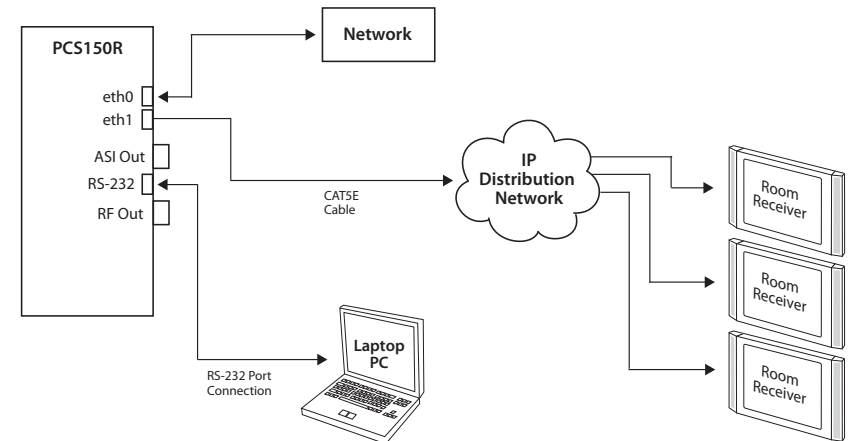 PCS150R
Network
eth0
eth1
ASI Out
RS-232
RF Out
CAT5E
Cable
IP
Distribution
Network
Room
Receiver
Room
Receiver
Room
Receiver
Laptop
PC
RS-232 Port
Connection